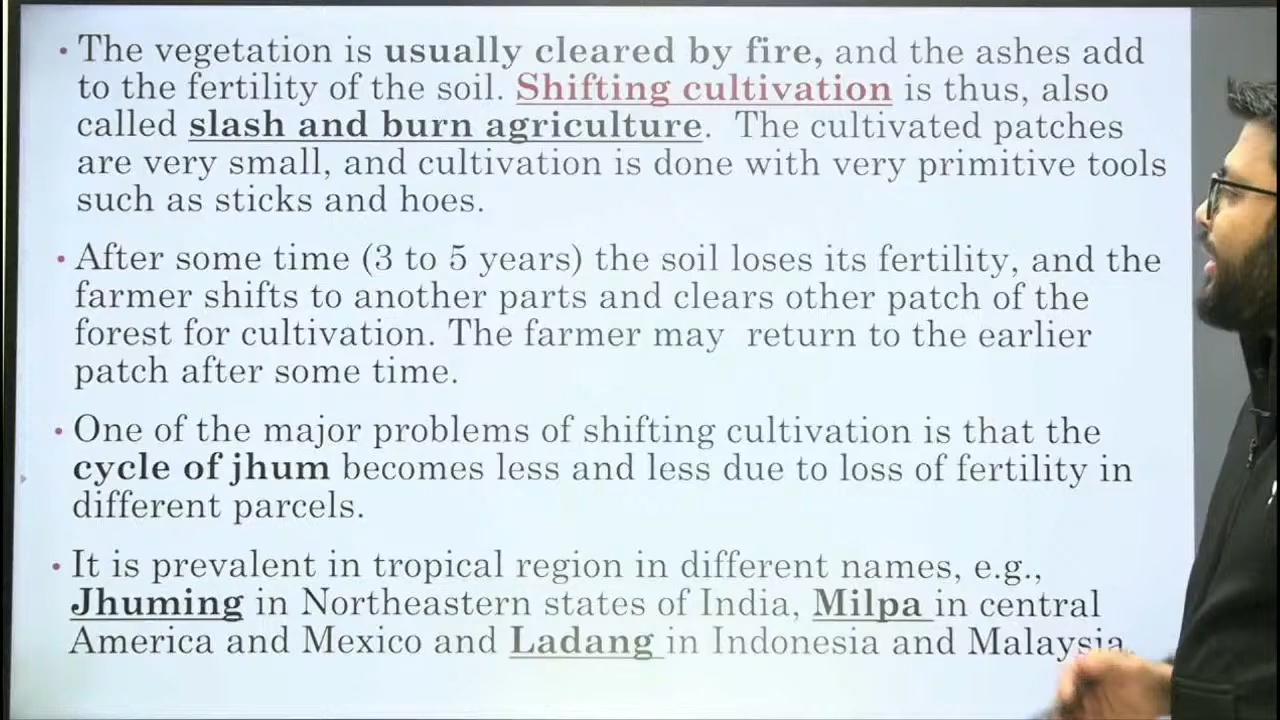 • The vegetation is usually cleared by fire, and the ashes add
to the fertility of the soil. Shifting cultivation is thus, also
called slash and burn agriculture. The cultivated patches
are very small, and cultivation is done with very primitive tools
such as sticks and hoes.
• After some time (3 to 5 years) the soil loses its fertility, and the
farmer shifts to another parts and clears other patch of the
forest for cultivation. The farmer may return to the earlier
patch after some time.
• One of the major problems of shifting cultivation is that the
cycle of jhum becomes less and less due to loss of fertility in
different parcels.
• It is prevalent in tropical region in different names, e.g.,
Jhuming in Northeastern states of India, Milpa in central
America and Mexico and Ladang in Indonesia and Malaysia